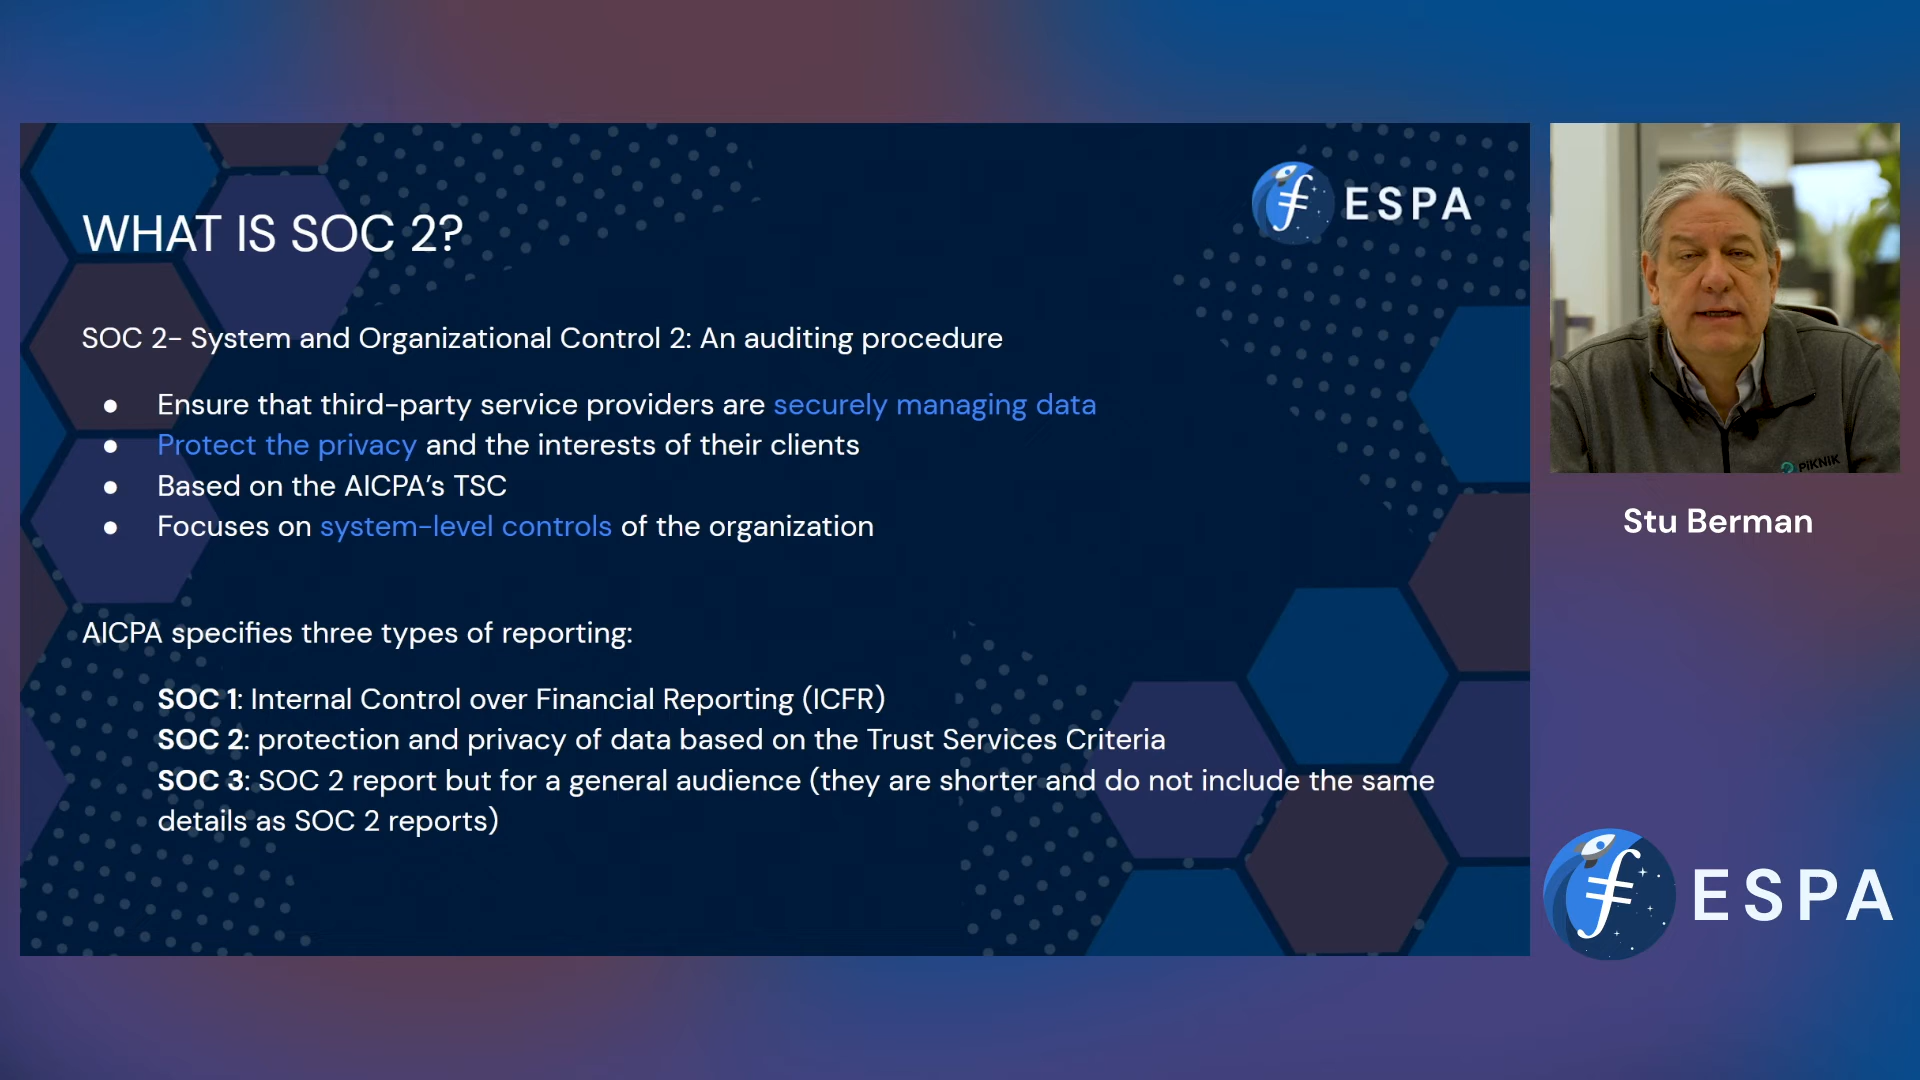 ESPA
WHAT IS SOC 2?
SOC 2- System and Organizational Control 2: An auditing procedure
● Ensure that third-party service providers are securely managing data
● Protect the privacy and the interests of their clients
● Based on the AICPA’s TSC
● Focuses on system-level controls of the organization
AICPA specifies three types of reporting:
SOC 1: Internal Control over Financial Reporting (ICFR)
SOC 2: protection and privacy of data based on the Trust Services Criteria
SOC 3: SOC 2 report but for a general audience (they are shorter and do not include the same
details as SOC 2 reports)
PiKNiK
Stu Berman
ESPA